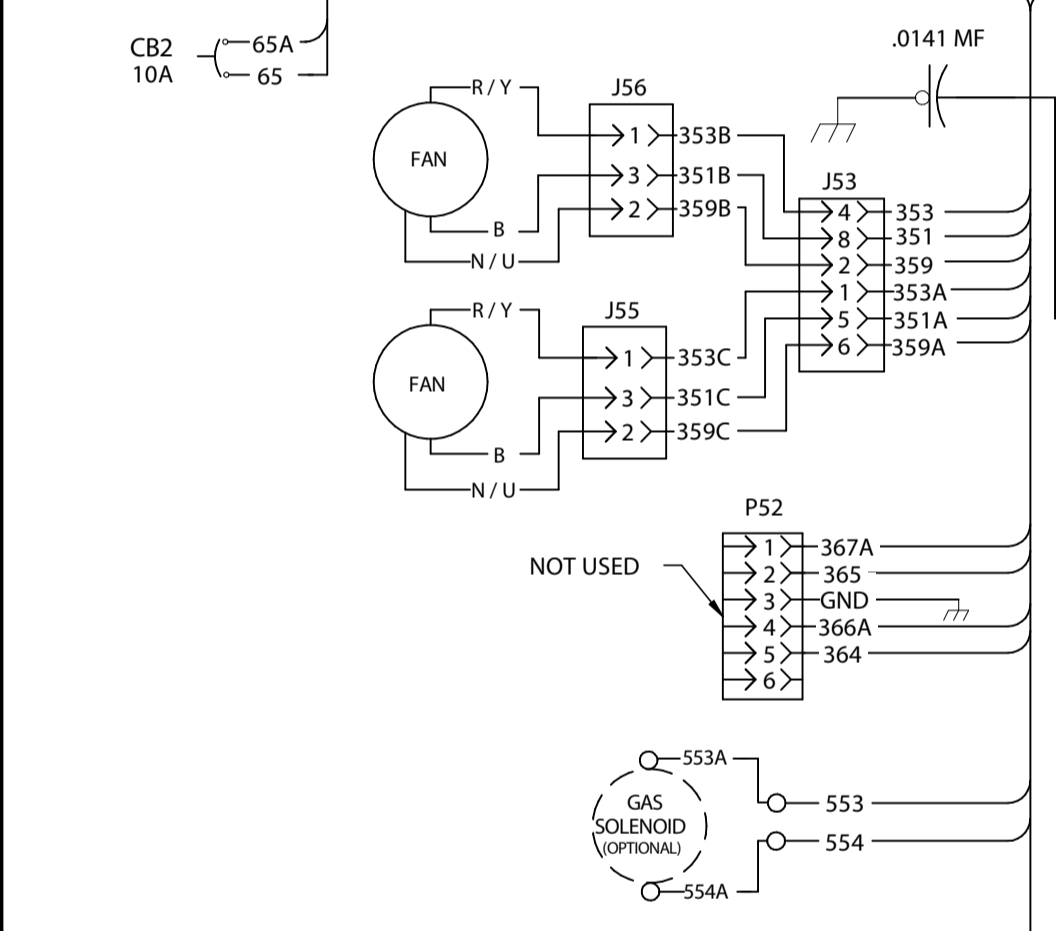 .0141 MF
CB2
10A
65A
65
R / Y
J56
FAN
1
353B
3
351B
2
359B
B
N / U
J53
4
353
8
351
2
359
1
353A
5
351A
6
359A
R / Y
J55
FAN
1
353C
3
351C
2
359C
B
N / U
P52
NOT USED
1
367A
2
365
3
GND
4
366A
5
364
6
553A
GAS
SOLENOID
(OPTIONAL)
553
554
554A